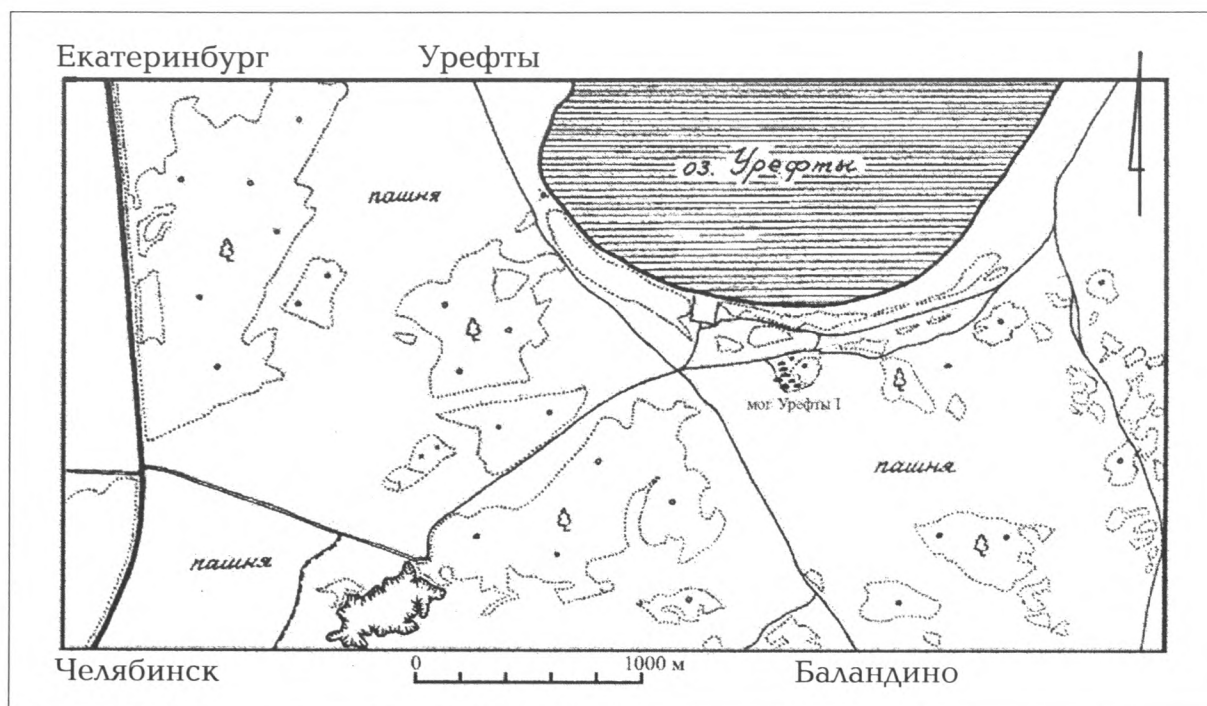 Екатеринбург Урефты
оз. Урефты
пашня
мог Урефты I
пашня
пашня
0 1000 м
Челябинск Баландино